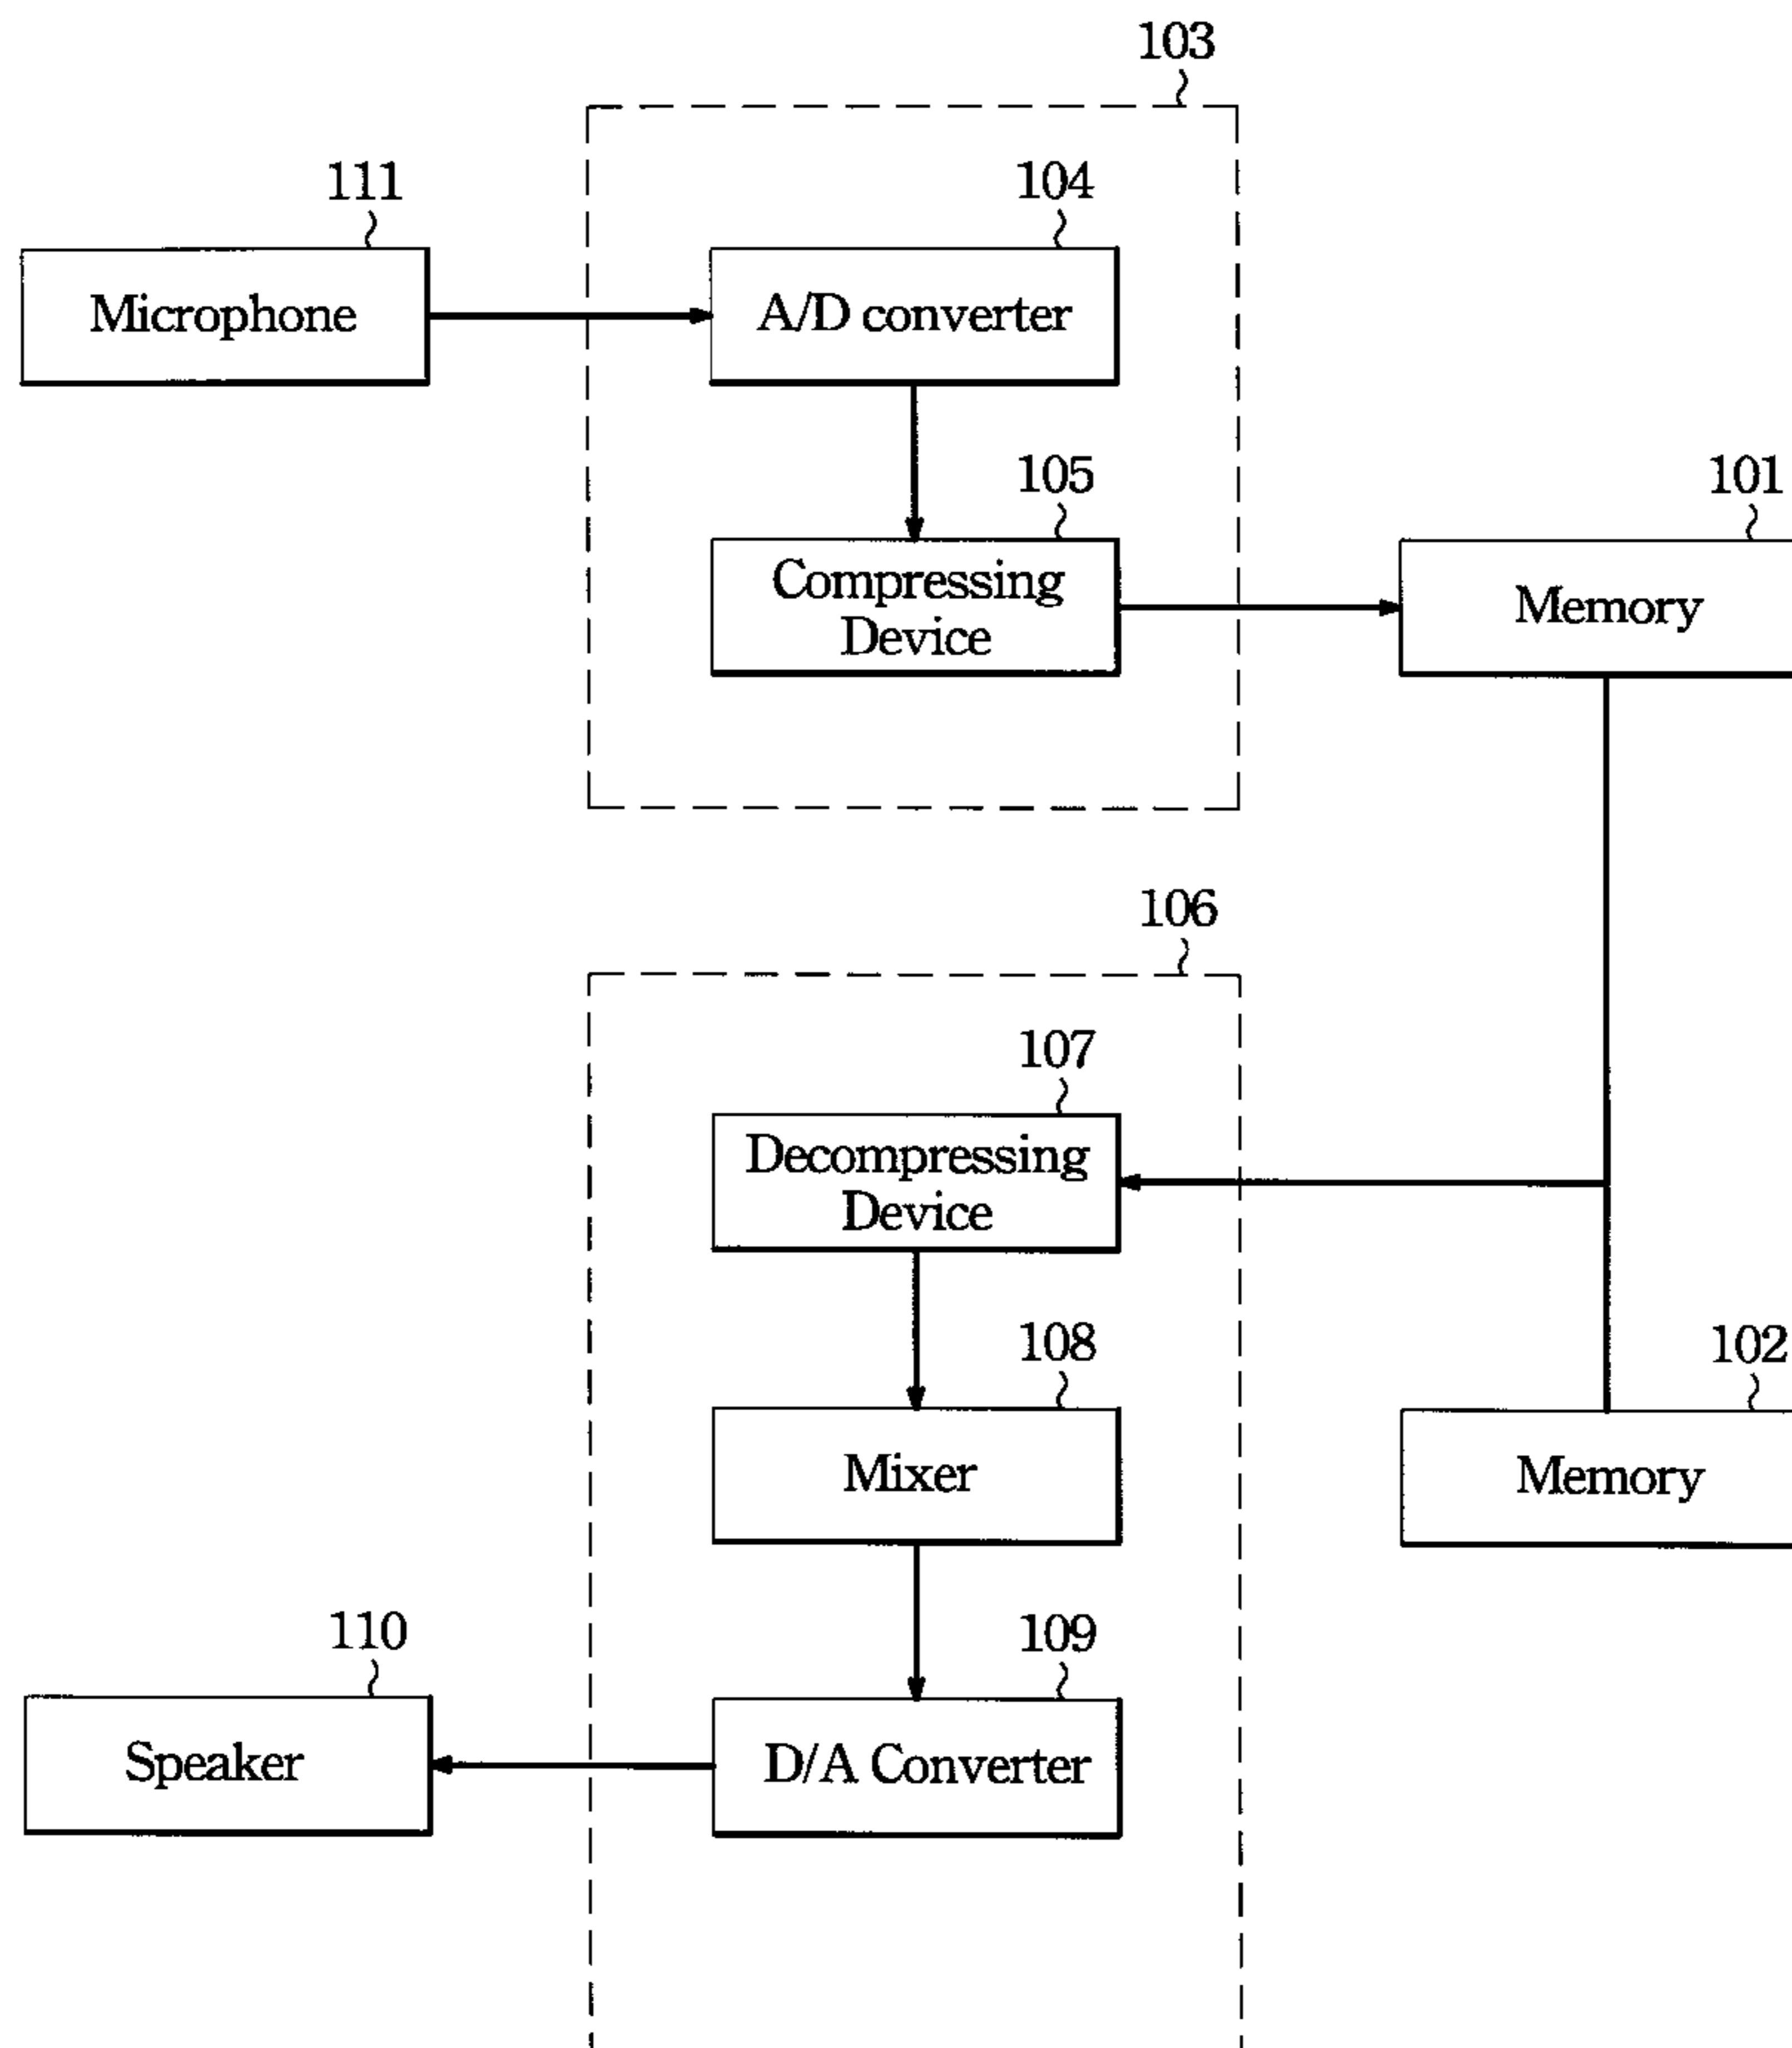 103
111
104
Microphone
A/D converter
105
101
Compressing
Device
Memory
106
107
Decompressing
Device
108
102
Mixer
Memory
110
109
Speaker
D/A Converter